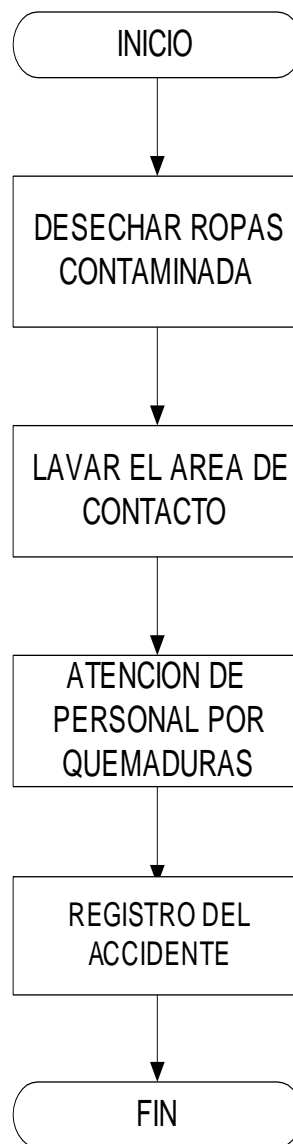 INICIO
DESECHAR ROPAS
CONTAMINADA
LAVAR EL AREA DE
CONTACTO
ATENCION DE
PERSONAL POR
QUEMADURAS
REGISTRO DEL
ACCIDENTE
FIN